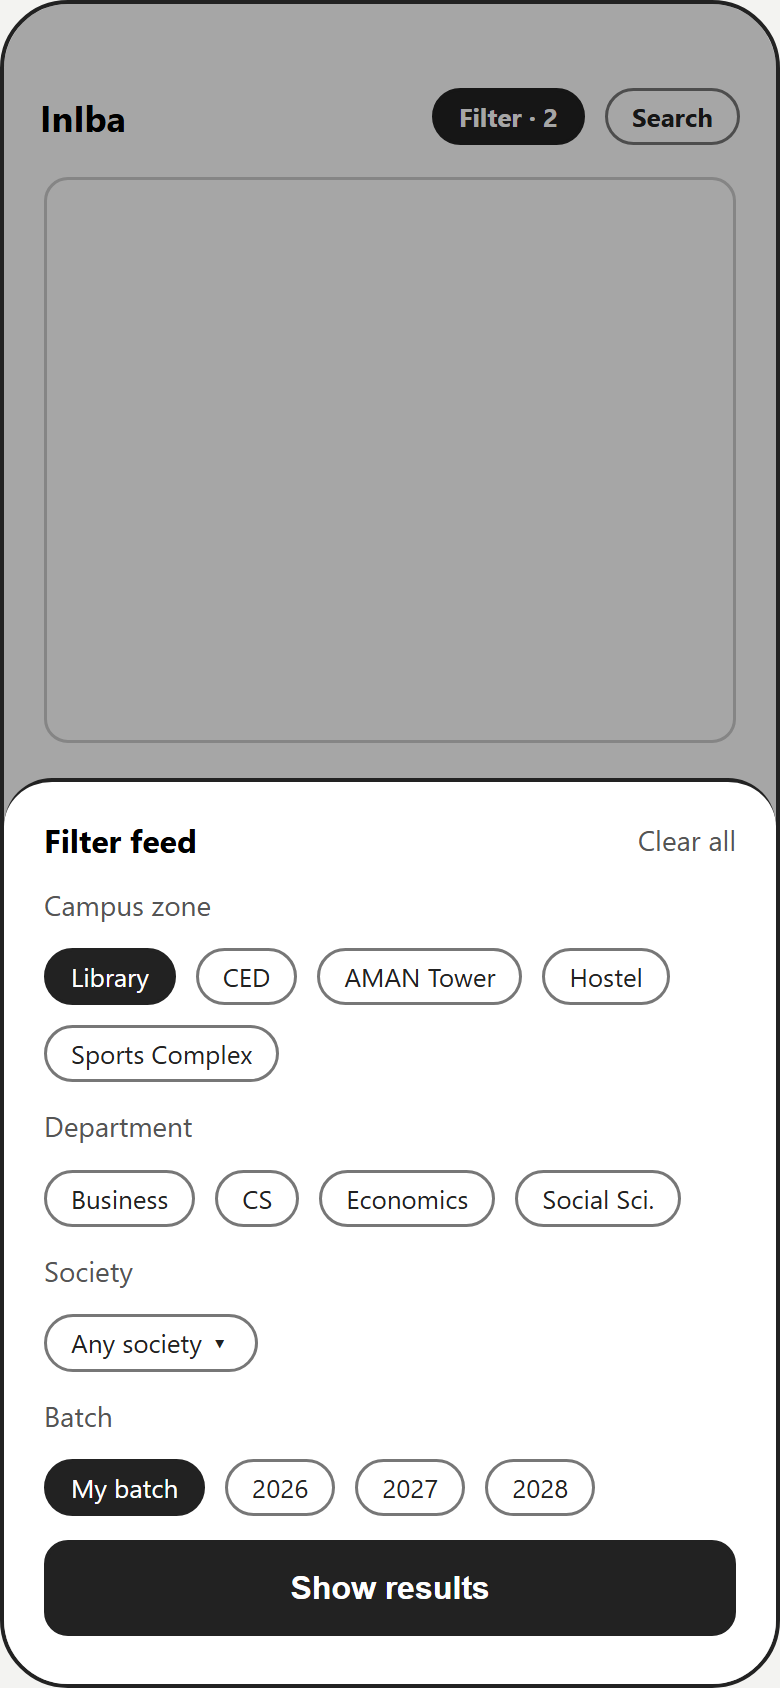 InIba
Filter · 2
Search
Filter feed
Clear all
Campus zone
Library
CED
AMAN Tower
Hostel
Sports Complex
Department
Business
CS
Economics
Social Sci.
Society
Any society ▼
Batch
My batch
2026
2027
2028
Show results